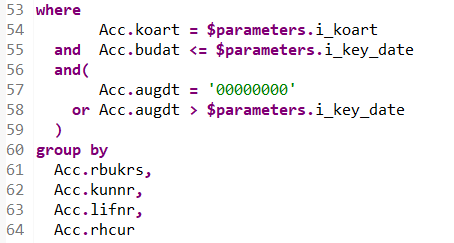 53 where
54         Acc.koart = $parameters.i_koart
55   and  Acc.budat <= $parameters.i_key_date
56   and(
57         Acc.augdt = '00000000'
58      or Acc.augdt > $parameters.i_key_date
59   )
60 group by
61   Acc.rbukrs,
62   Acc.kunnr,
63   Acc.lifnr,
64   Acc.rhcur